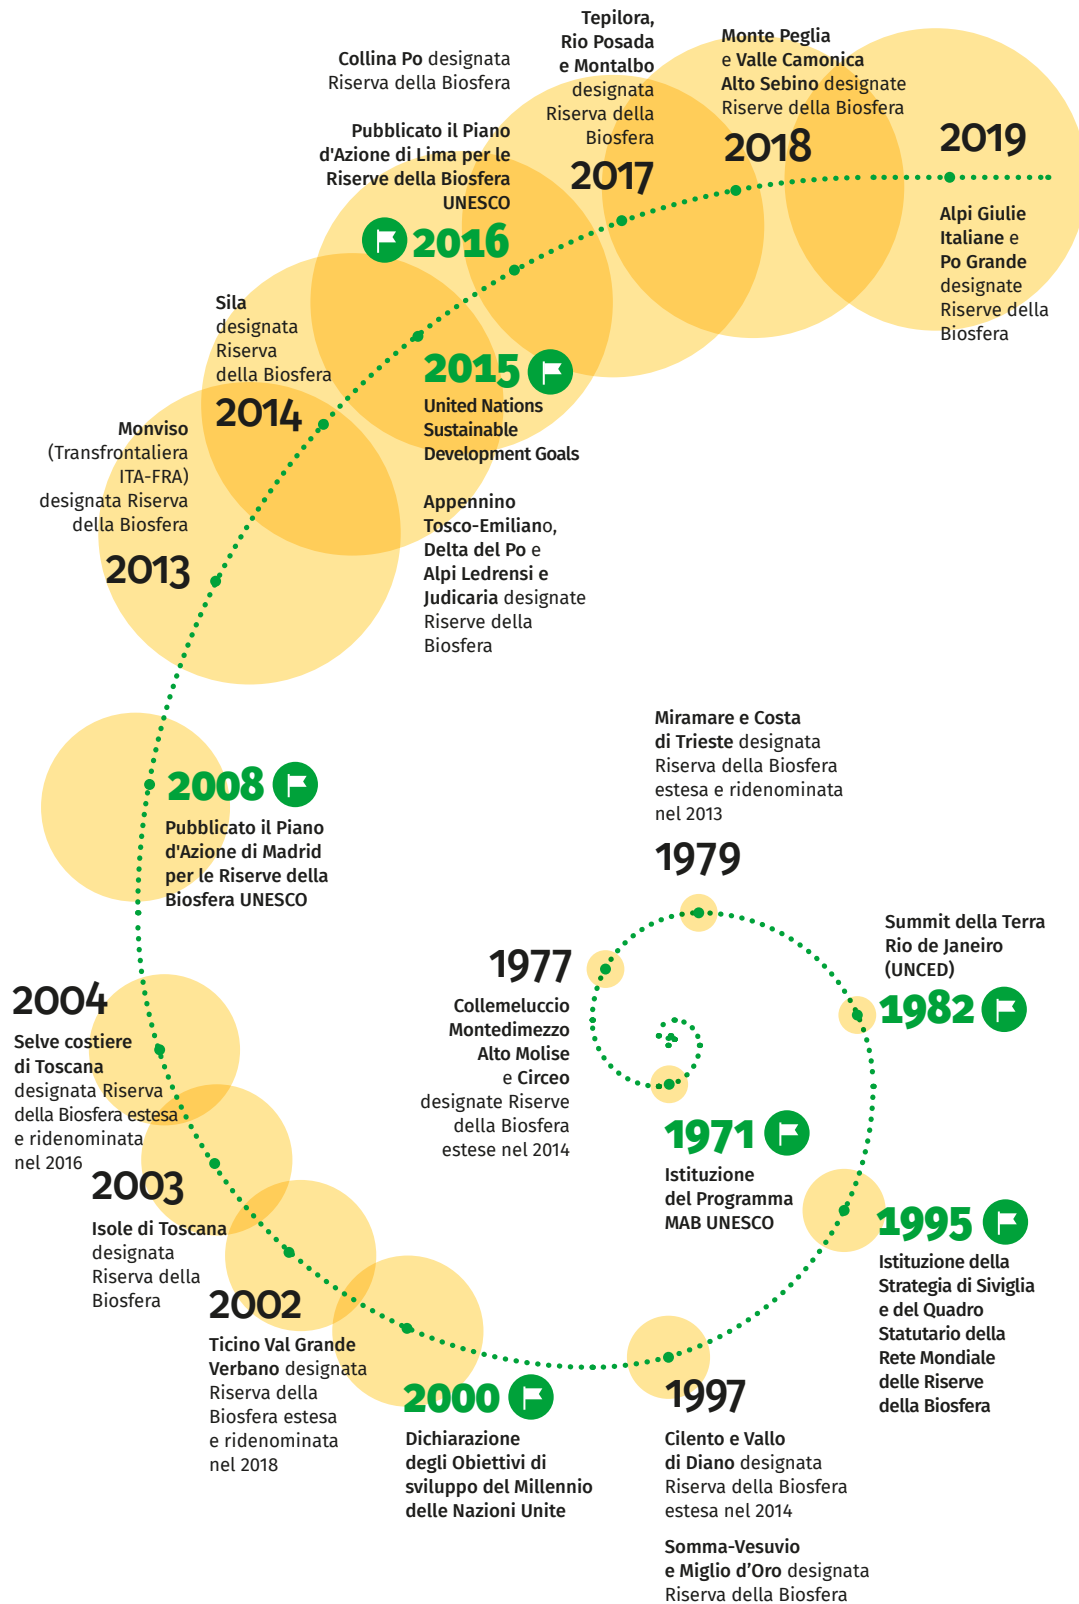 Tepilora,
Rio Posada
e Montalbo
designata
Riserva della
Biosfera
2017
Monte Peglia
e Valle Camonica
Alto Sebino designate
Riserve della Biosfera
2018
2019
Alpi Giulie
Italiane e
Po Grande
designate
Riserve della
Biosfera
Collina Po designata
Riserva della Biosfera
Pubblicato il Piano
d'Azione di Lima per le
Riserve della Biosfera
UNESCO
2016
Sila
designata
Riserva
della Biosfera
2014
2015
United Nations
Sustainable
Development Goals
Appennino
Tosco-Emiliano,
Delta del Po e
Alpi Ledrensi e
Judicaria designate
Riserve della
Biosfera
Monviso
(Transfrontaliera
ITA-FRA)
designata Riserva
della Biosfera
2013
2008
Pubblicato il Piano
d'Azione di Madrid
per le Riserve della
Biosfera UNESCO
Miramare e Costa
di Trieste designata
Riserva della Biosfera
estesa e ridenominata
nel 2013
1979
1977
Collemeluccio
Montedimezzo
Alto Molise
e Circeo
designate Riserve
della Biosfera
estese nel 2014
Summit della Terra
Rio de Janeiro
(UNCED)
1982
1971
Istituzione
del Programma
MAB UNESCO
1995
Istituzione della
Strategia di Siviglia
e del Quadro
Statutario della
Rete Mondiale
delle Riserve
della Biosfera
2004
Selve costiere
di Toscana
designata Riserva
della Biosfera estesa
e ridenominata
nel 2016
2003
Isole di Toscana
designata
Riserva della
Biosfera
2002
Ticino Val Grande
Verbano designata
Riserva della
Biosfera estesa
e ridenominata
nel 2018
2000
Dichiarazione
degli Obiettivi di
sviluppo del Millennio
delle Nazioni Unite
1997
Cilento e Vallo
di Diano designata
Riserva della Biosfera
estesa nel 2014
Somma-Vesuvio
e Miglio d’Oro designata
Riserva della Biosfera